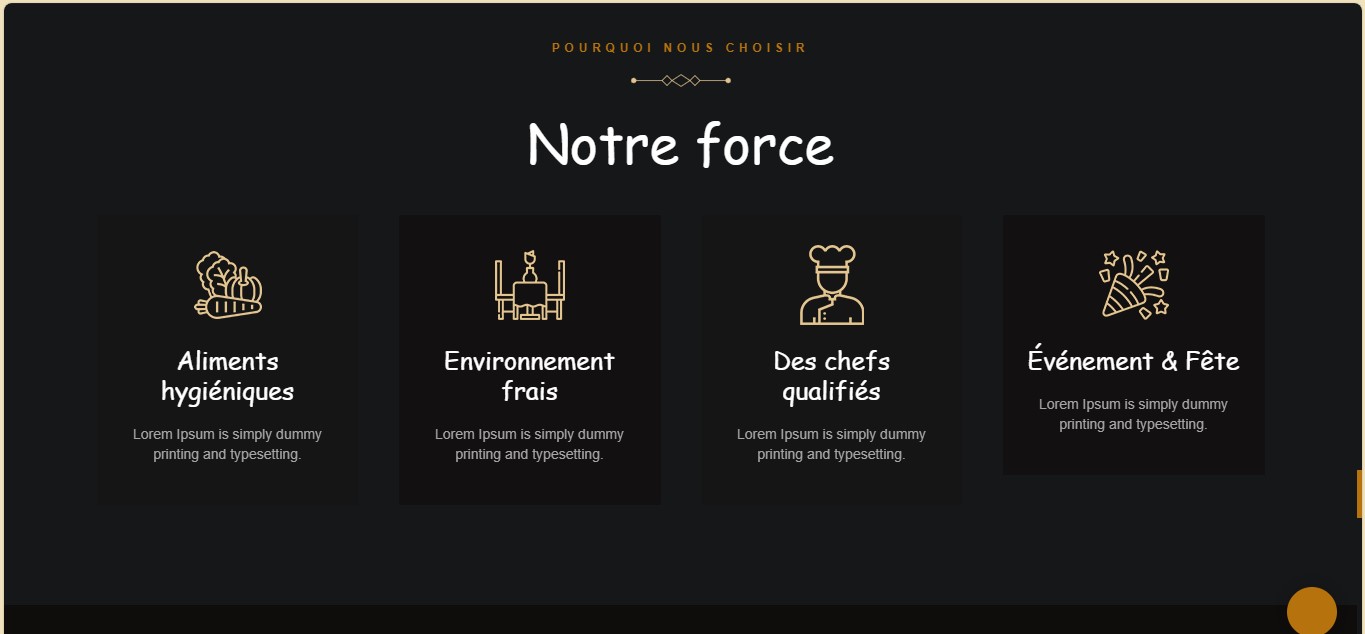 POURQUOI NOUS CHOISIR
Notre force
Aliments
hygiéniques
Lorem Ipsum is simply dummy
printing and typesetting.
Environnement
frais
Lorem Ipsum is simply dummy
printing and typesetting.
Des chefs
qualifiés
Lorem Ipsum is simply dummy
printing and typesetting.
Événement & Fête
Lorem Ipsum is simply dummy
printing and typesetting.